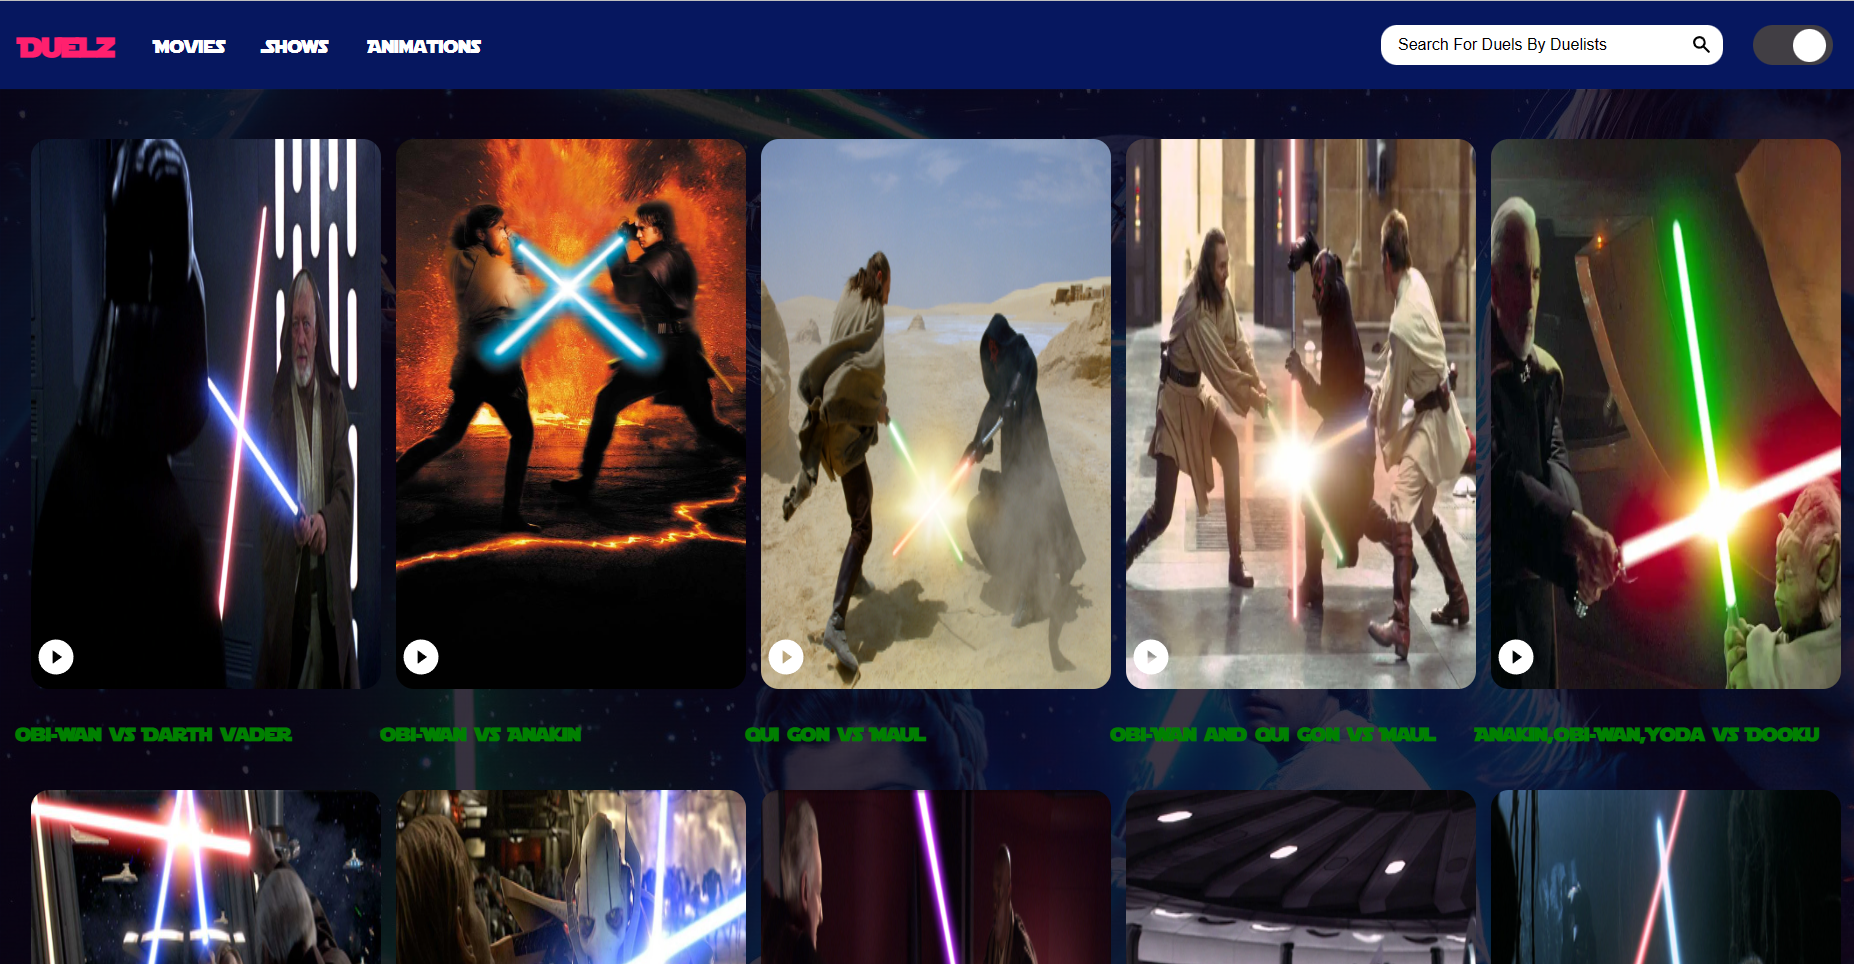 DUELZ
MOVIES
SHOWS
ANIMATIONS
Search For Duels By Duelists
OBI-WAN VS DARTH VADER
OBI-WAN VS ANAKIN
QUI GON VS MAUL
OBI-WAN AND QUI GON VS MAUL
ANAKIN,OBI-WAN,YODA VS DOOKU